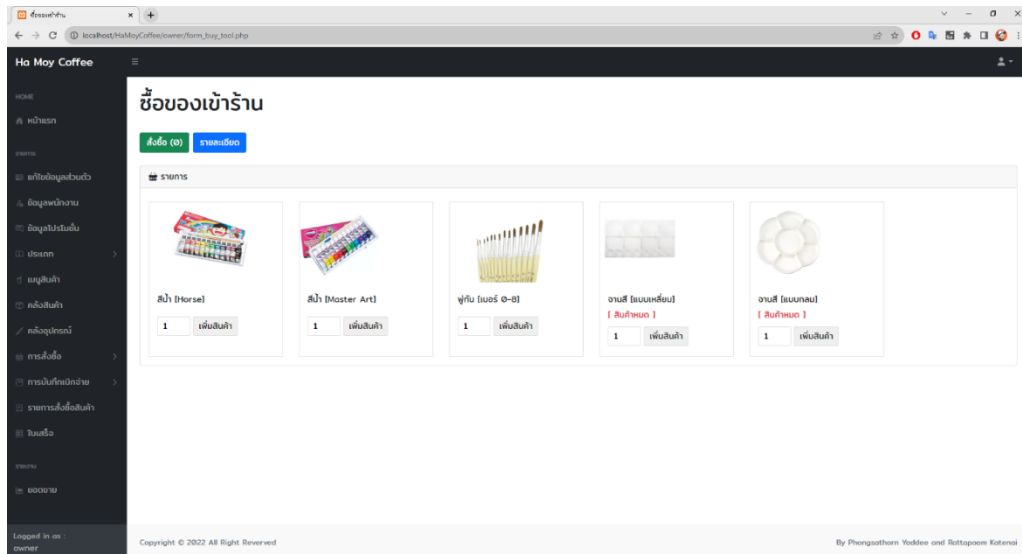 ซื้อของเข้าร้าน
localhost/HaMoyCoffee/owner/form_buy_tool.php
Ha Moy Coffee
HOME
หน้าแรก
รายการ
แก้ไขข้อมูลส่วนตัว
ข้อมูลพนักงาน
ข้อมูลโปรโมชั่น
ประเภท
เมนูสินค้า
คลังสินค้า
คลังอุปกรณ์
การสั่งซื้อ
การบันทึกเบิกจ่าย
รายการสั่งซื้อสินค้า
ใบเสร็จ
รายงาน
ยอดขาย
Logged in as :
owner
ซื้อของเข้าร้าน
สั่งซื้อ (0) รายละเอียด
รายการ
สีน้ำ [Horse]
1 เพิ่มสินค้า
สีน้ำ [Master Art]
1 เพิ่มสินค้า
พู่กัน [เบอร์ 0-8]
1 เพิ่มสินค้า
จานสี [แบบเหลี่ยม]
[ สินค้าหมด ]
1 เพิ่มสินค้า
จานสี [แบบกลม]
[ สินค้าหมด ]
1 เพิ่มสินค้า
Copyright © 2022 All Right Reverved
By Phongsathorn Yoddee and Rattapoom Katenai